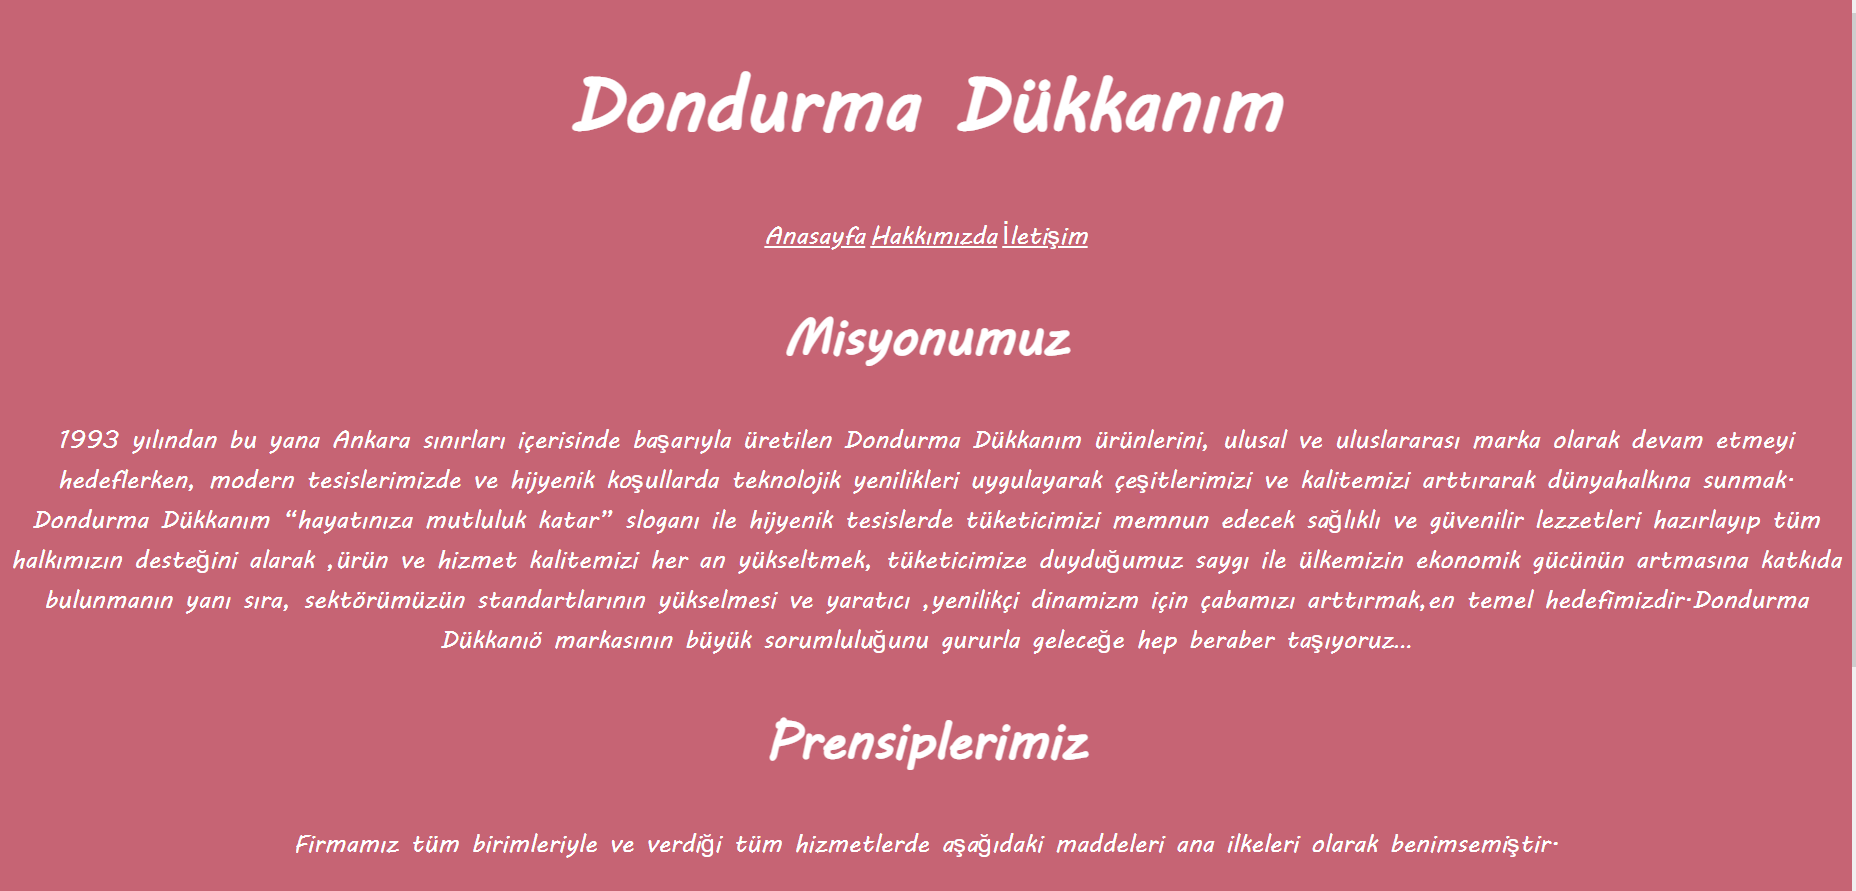 Dondurma Dükkanım
Anasayfa Hakkımızda İletişim
Misyonumuz
1993 yılından bu yana Ankara sınırları içerisinde başarıyla üretilen Dondurma Dükkanım ürünlerini, ulusal ve uluslararası marka olarak devam etmeyi
hedeflerken, modern tesislerimizde ve hijyenik koşullarda teknolojik yenilikleri uygulayarak çeşitlerimizi ve kalitemizi arttırarak dünyahalkına sunmak.
Dondurma Dükkanım “hayatınıza mutluluk katar” sloganı ile hijyenik tesislerde tüketicimizi memnun edecek sağlıklı ve güvenilir lezzetleri hazırlayıp tüm
halkımızın desteğini alarak ,ürün ve hizmet kalitemizi her an yükseltmek, tüketicimize duyduğumuz saygı ile ülkemizin ekonomik gücünün artmasına katkıda
bulunmanın yanı sıra, sektörümüzün standartlarının yükselmesi ve yaratıcı ,yenilikçi dinamizm için çabamızı arttırmak,en temel hedefimizdir.Dondurma
Dükkanıö markasının büyük sorumluluğunu gururla geleceğe hep beraber taşıyoruz...
Prensiplerimiz
Firmamız tüm birimleriyle ve verdiği tüm hizmetlerde aşağıdaki maddeleri ana ilkeleri olarak benimsemiştir.